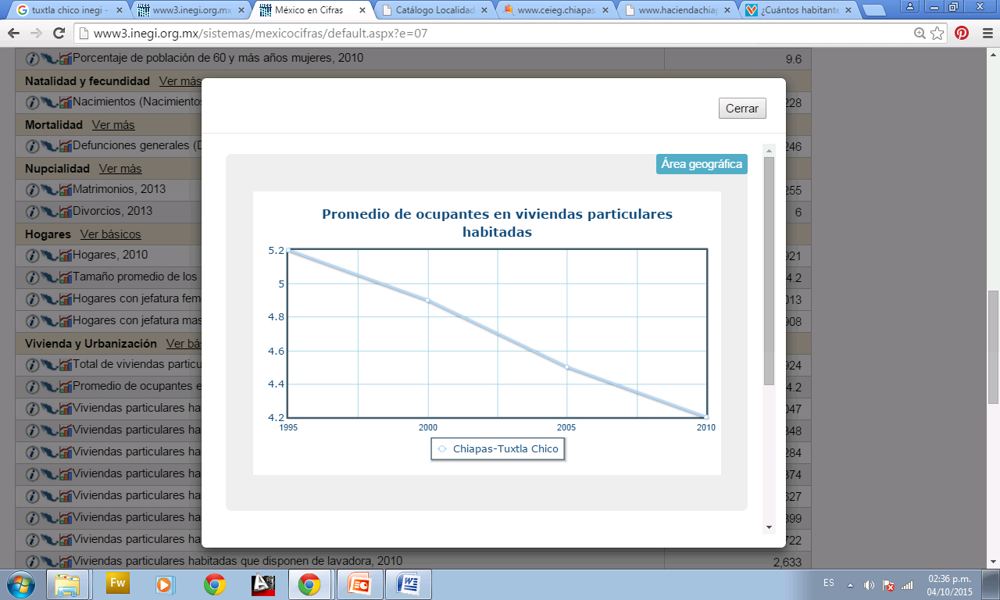 tuxtla chico inegi -
www3.inegi.org.mx
México en Cifras
Catálogo Localidad
www.ceieg.chiapas
www.haciendachia
¿Cuántos habitante
www3.inegi.org.mx/sistemas/mexicocifras/default.aspx?e=07
Porcentaje de población de 60 y más años mujeres, 2010 9.6
Natalidad y fecundidad Ver más
Nacimientos (Nacimientos 228
Mortalidad Ver más
Defunciones generales (D 246
Nupcialidad Ver más
Matrimonios, 2013 255
Divorcios, 2013 6
Hogares Ver básicos
Hogares, 2010 921
Tamaño promedio de los 4.2
Hogares con jefatura fem 013
Hogares con jefatura mas 908
Vivienda y Urbanización Ver bás
Total de viviendas particu 924
Promedio de ocupantes e 4.2
Viviendas particulares ha 047
Viviendas particulares ha 348
Viviendas particulares ha 284
Viviendas particulares ha 374
Viviendas particulares ha 627
Viviendas particulares ha 399
Viviendas particulares ha 722
Viviendas particulares habitadas que disponen de lavadora, 2010 2,633
Cerrar
Área geográfica
Promedio de ocupantes en viviendas particulares
habitadas
5.2
5
4.8
4.6
4.4
4.2
1995 2000 2005 2010
Chiapas-Tuxtla Chico
Fw
ES
02:36 p.m.
04/10/2015